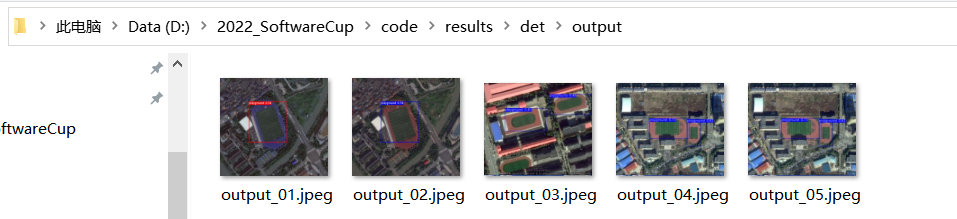 此电脑 > Data (D:) > 2022_SoftwareCup > code > results > det > output
ftwareCup
output_01.jpeg output_02.jpeg output_03.jpeg output_04.jpeg output_05.jpeg